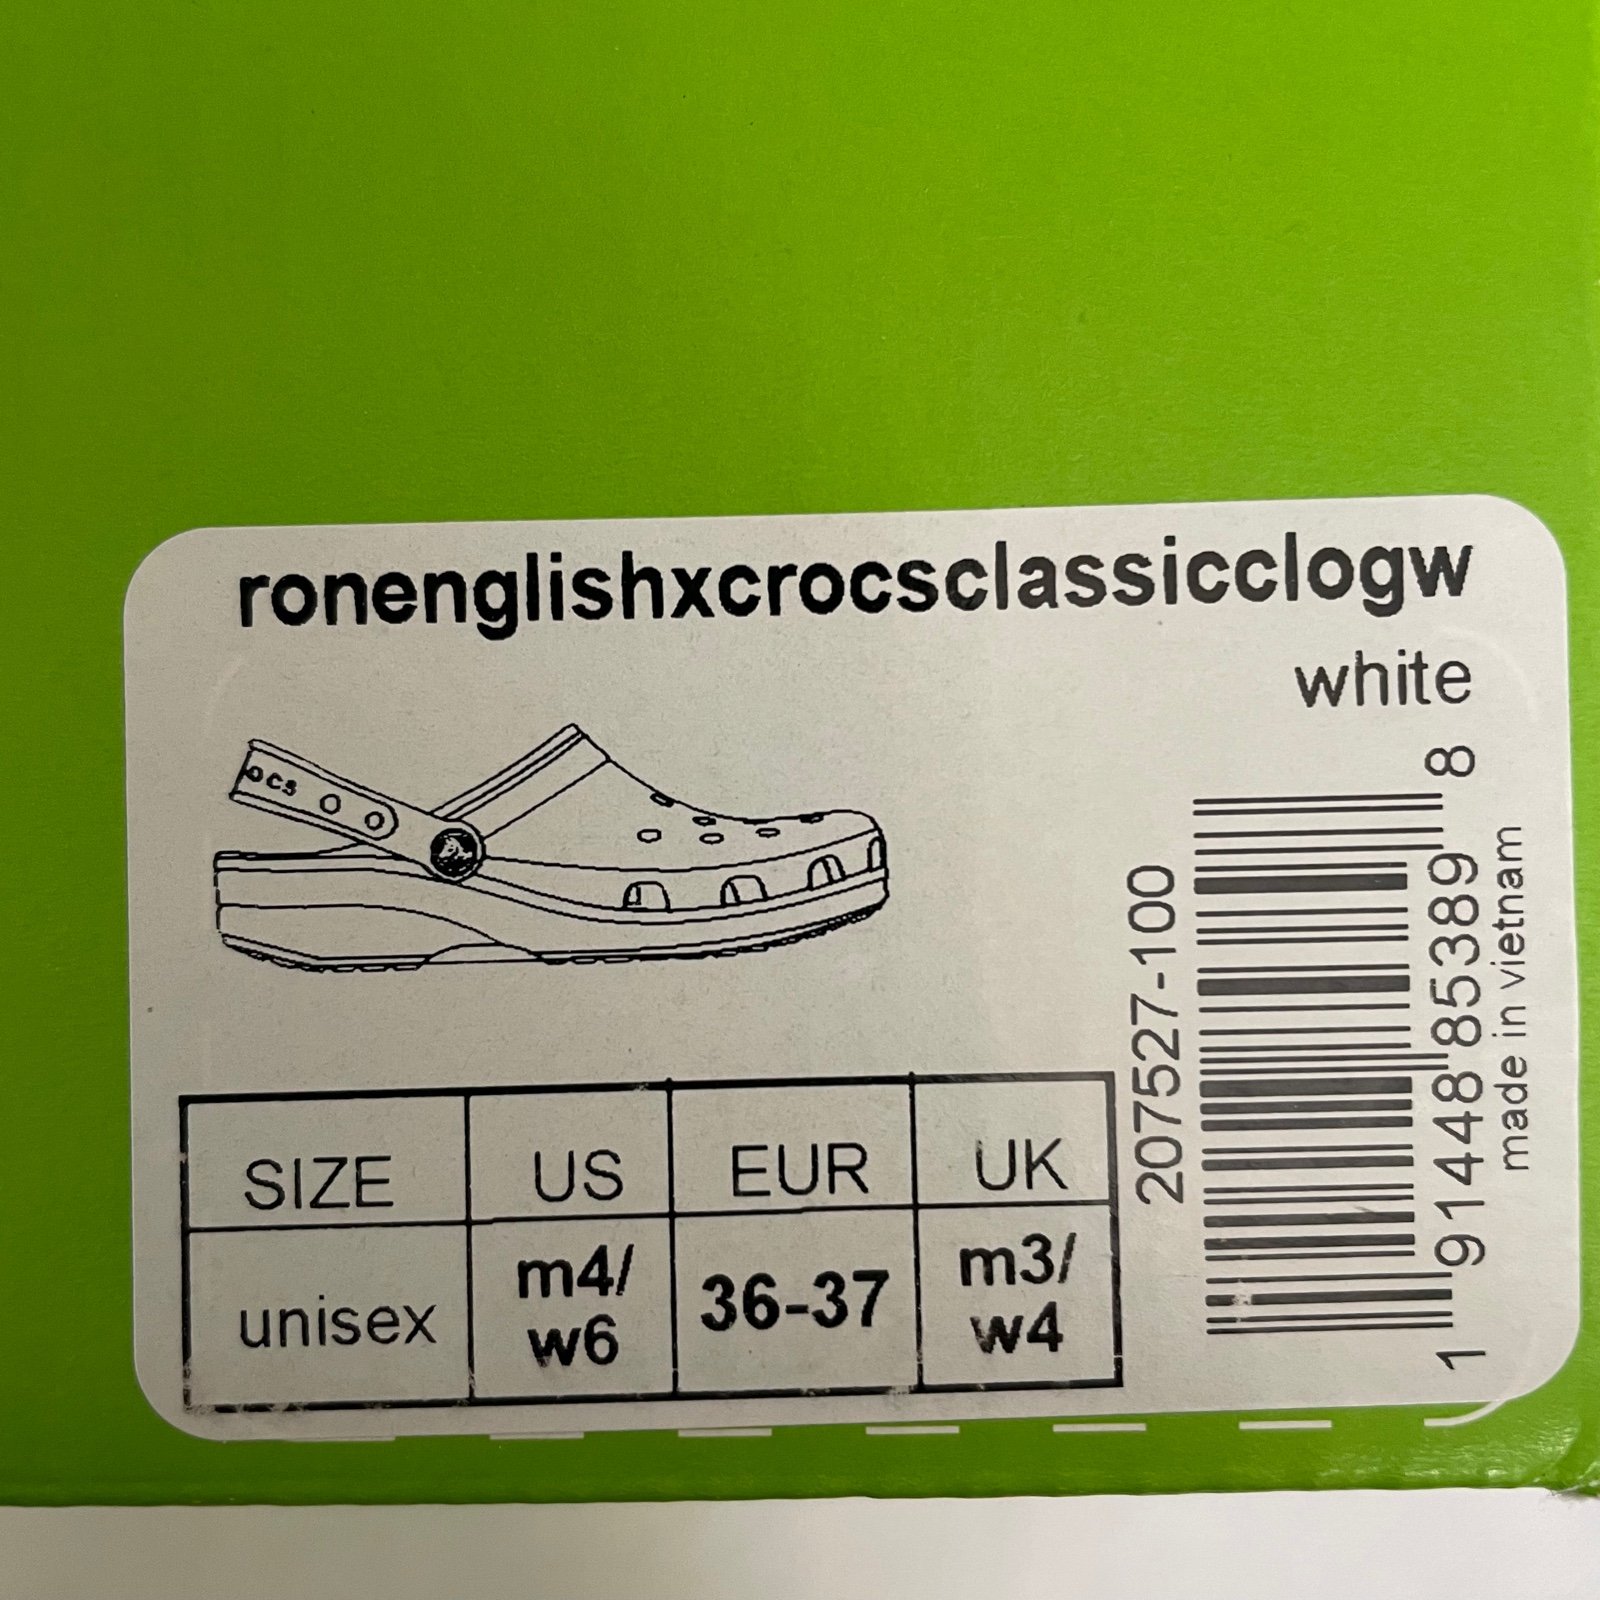 ronenglishxcrocsclassicclogw
white
ocs
SIZE US EUR UK
unisex m4/ w6 36-37 m3/ w4
207527-100
1 91448 85389 8
made in vietnam